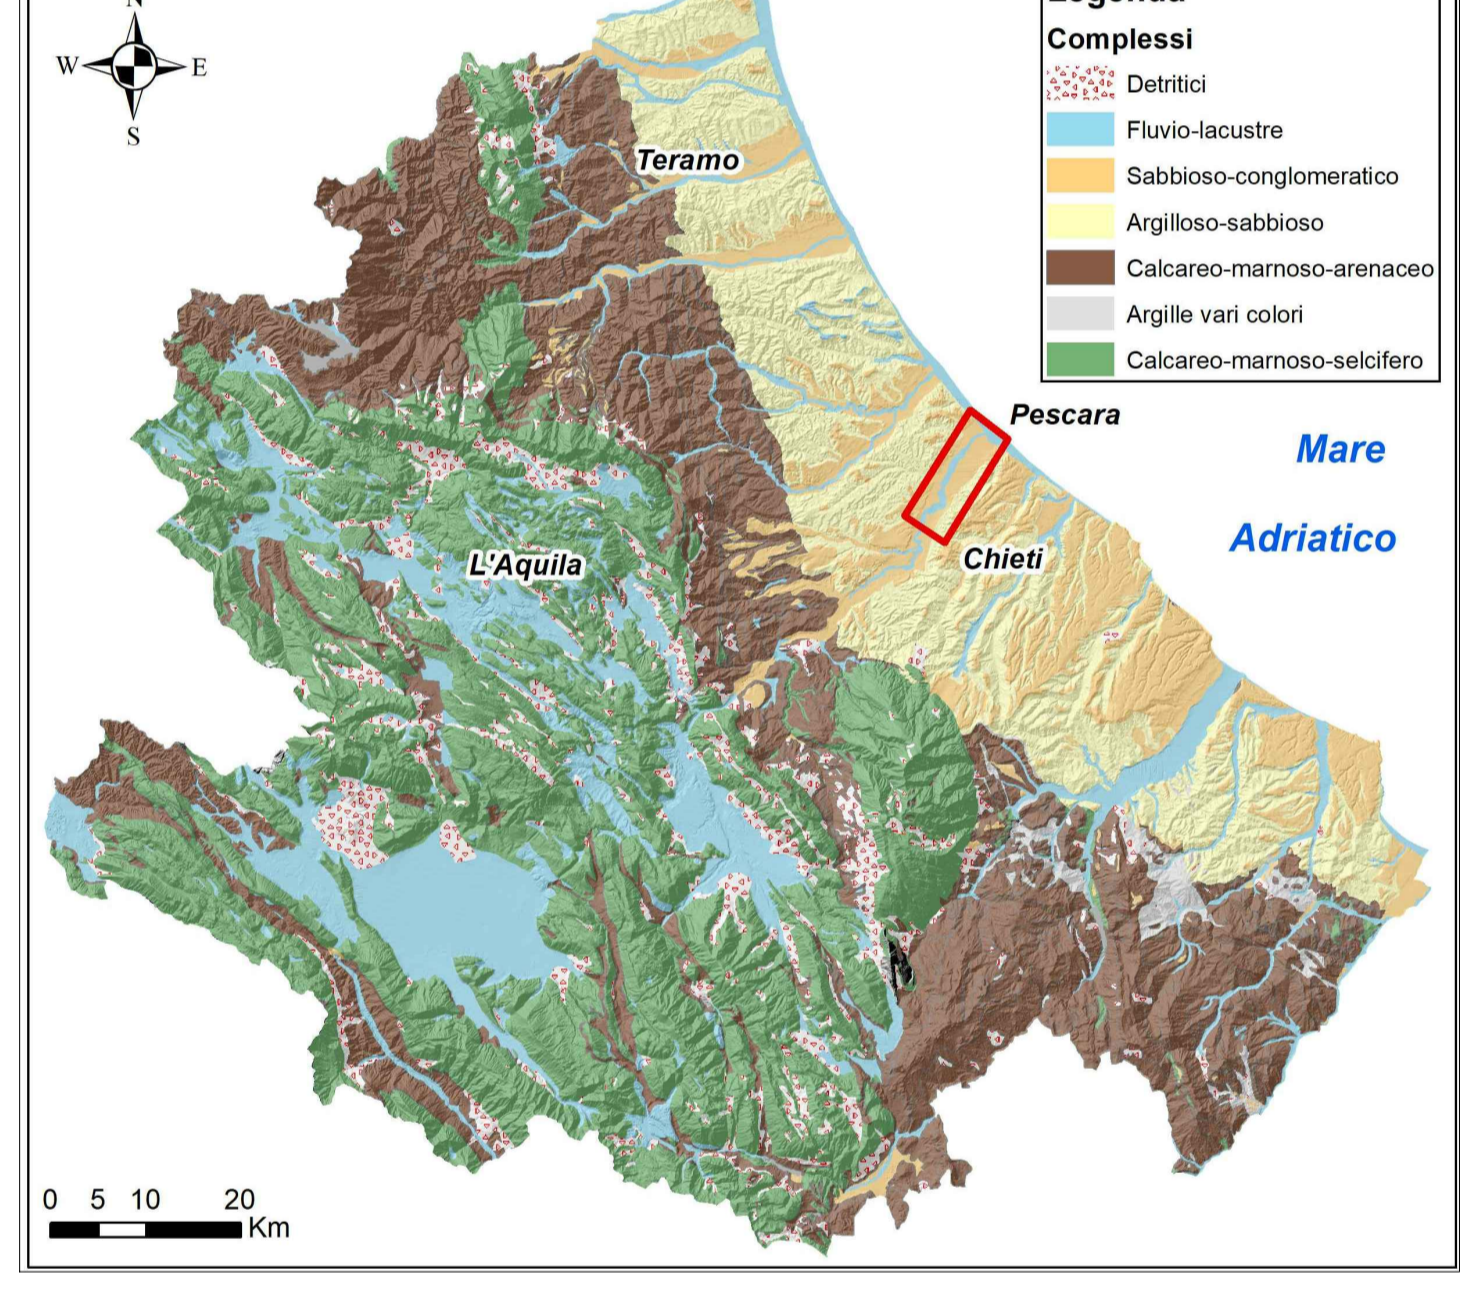 N
W
E
S
Legenda
Complessi
Detritici
Fluvio-lacustre
Sabbioso-conglomeratico
Argilloso-sabbioso
Calcareo-marnoso-arenaceo
Argille vari colori
Calcareo-marnoso-selcifero
Teramo
Pescara
Mare
Adriatico
L'Aquila
Chieti
0 5 10 20
Km